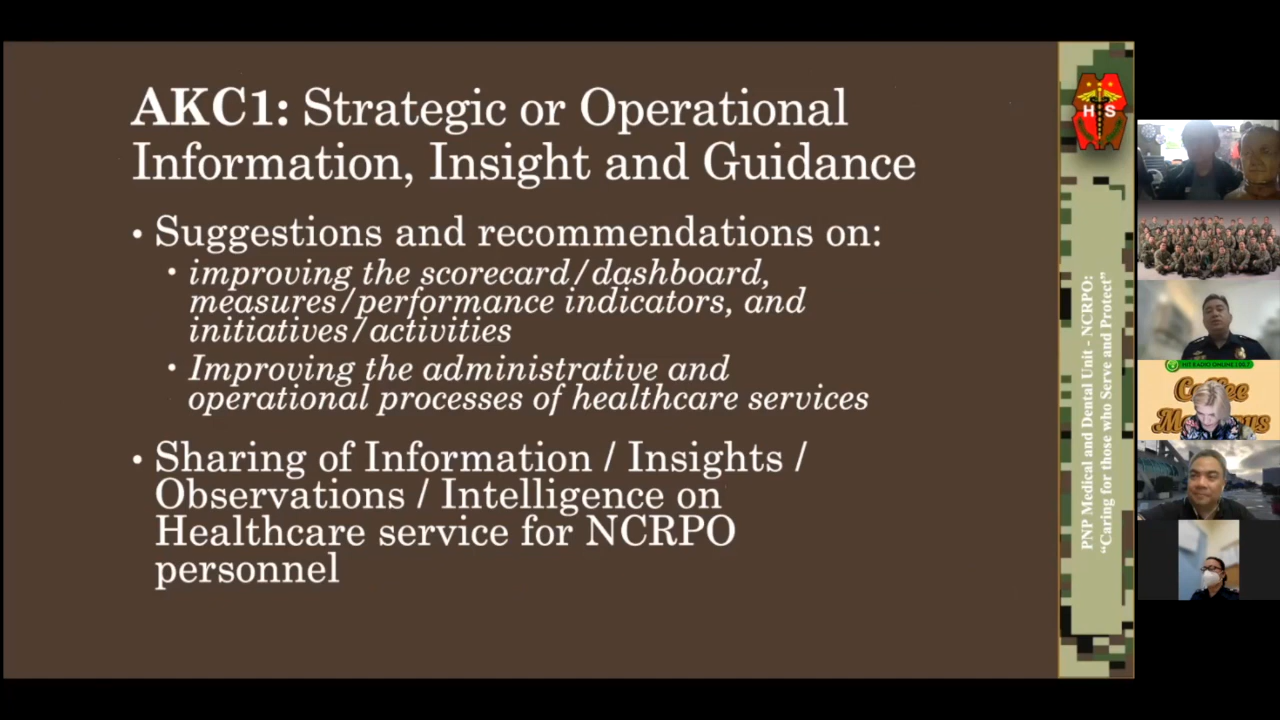 AKC1: Strategic or Operational
Information, Insight and Guidance
• Suggestions and recommendations on:
• improving the scorecard/dashboard,
measures/performance indicators, and
initiatives/activities
• Improving the administrative and
operational processes of healthcare services
• Sharing of Information / Insights /
Observations / Intelligence on
Healthcare service for NCRPO
personnel
H S
PNP Medical and Dental Unit - NCRPO:
“Caring for those who Serve and Protect”
Coffee